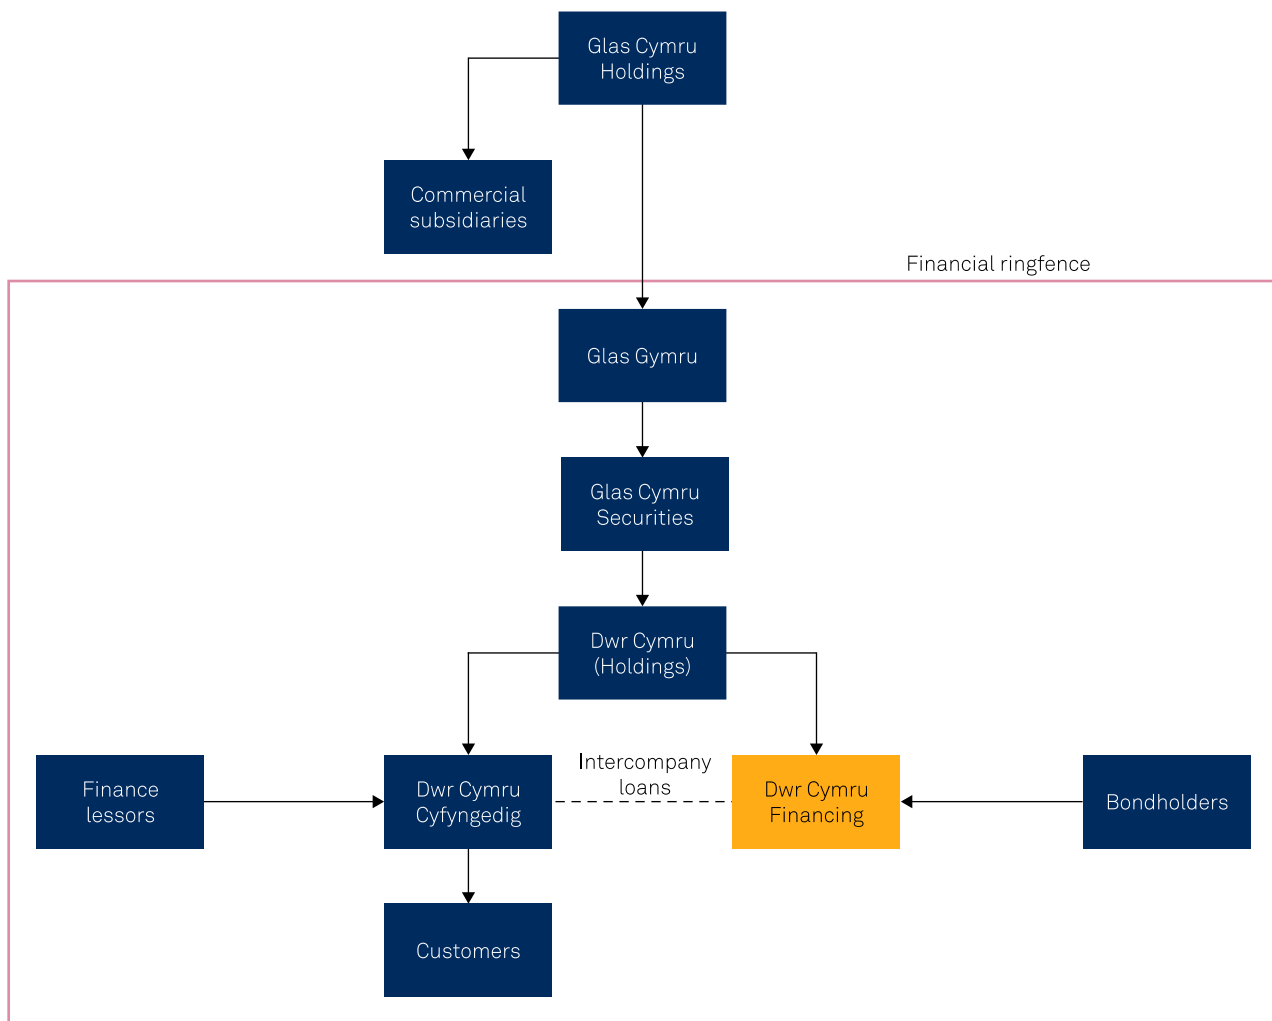 Glas Cymru
Holdings
Commercial
subsidiaries
Financial ringfence
Glas Gymru
Glas Cymru
Securities
Dwr Cymru
(Holdings)
Finance
lessors
Dwr Cymru
Cyfyngedig
Intercompany
loans
Dwr Cymru
Financing
Bondholders
Customers